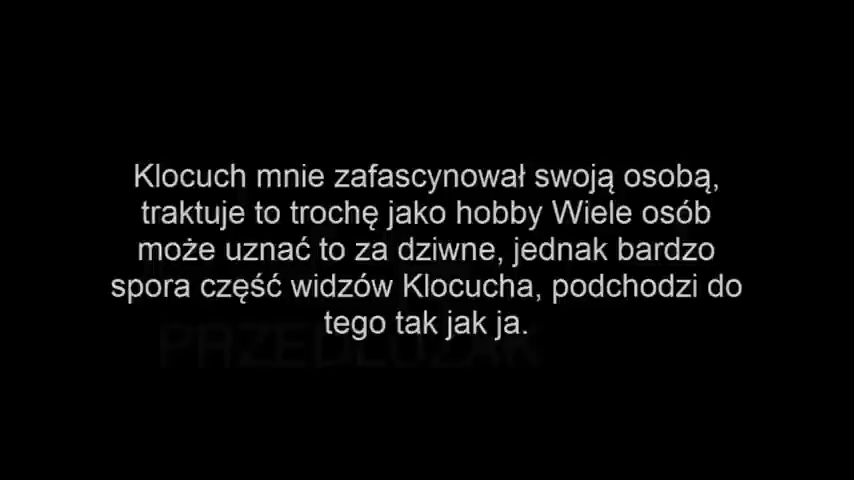 Klocuch mnie zafascynował swoją osobą,
traktuje to trochę jako hobby Wiele osób
może uznać to za dziwne, jednak bardzo
spora część widzów Klocucha, podchodzi do
tego tak jak ja.
PRZEDŁUŻAK